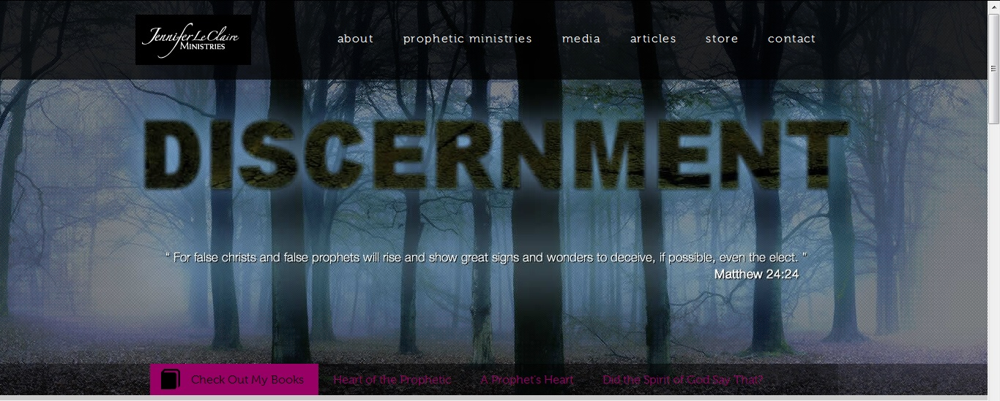 Jennifer LeClaire
MINISTRIES
about prophetic ministries media articles store contact
DISCERNMENT
" For false christs and false prophets will rise and show great signs and wonders to deceive, if possible, even the elect. "
Matthew 24:24
Check Out My Books Heart of the Prophetic A Prophet's Heart Did the Spirit of God Say That?